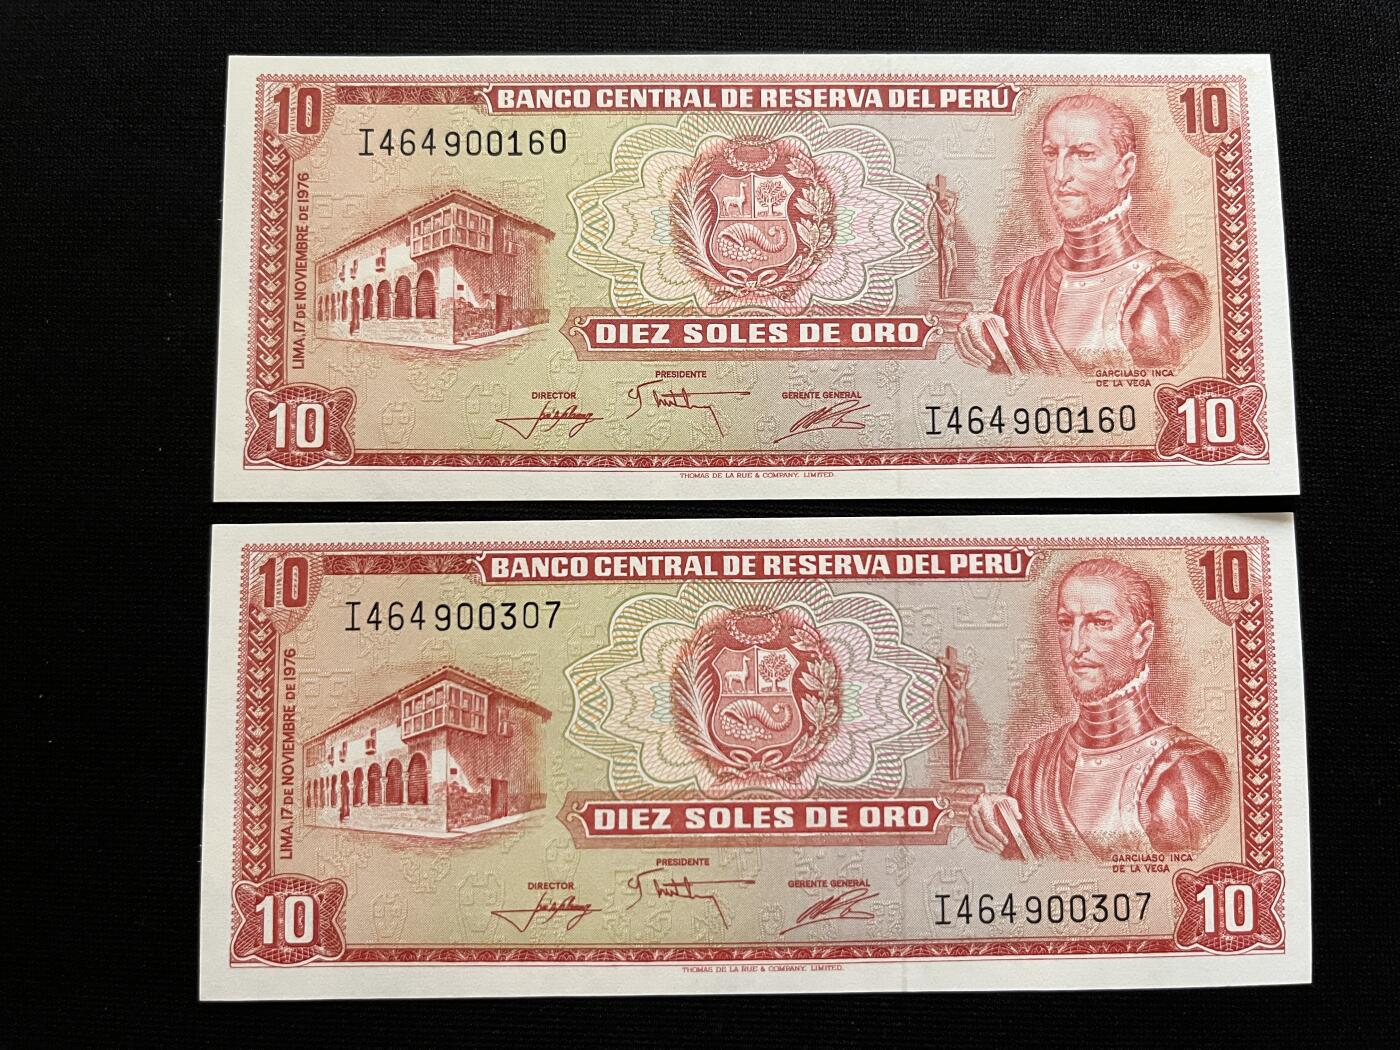 10 BANCO CENTRAL DE RESERVA DEL PERÚ 10
I464900160
LIMA, 17 DE NOVIEMBRE DE 1976
DIEZ SOLES DE ORO
GARCILASO INCA
DE LA VEGA
PRESIDENTE
DIRECTOR
GERENTE GENERAL
I464900160
10 10
THOMAS DE LA RUE & COMPANY, LIMITED.
10 BANCO CENTRAL DE RESERVA DEL PERÚ 10
I464900307
LIMA, 17 DE NOVIEMBRE DE 1976
DIEZ SOLES DE ORO
GARCILASO INCA
DE LA VEGA
PRESIDENTE
DIRECTOR
GERENTE GENERAL
I464900307
10 10
THOMAS DE LA RUE & COMPANY, LIMITED.